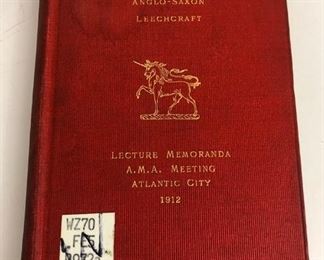 ANGLO-SAXON
LEECHCRAFT
LECTURE MEMORANDA
A.M.A. MEETING
ATLANTIC CITY
1912
WZ70